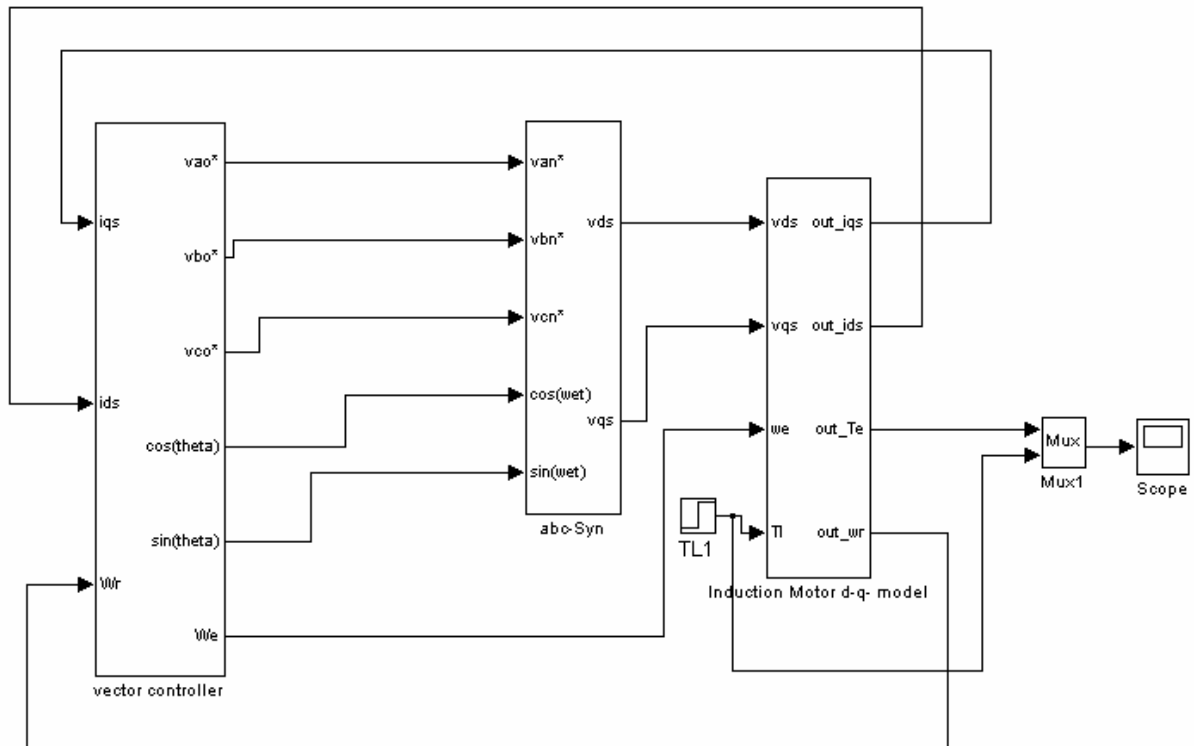 vao*
iqs
vbo*
vco*
ids
cos(theta)
sin(theta)
Wr
We
vector controller
van*
vds
vbn*
vcn*
cos(wet)
vqs
sin(wet)
abc-Syn
TL1
vds
out_iqs
vqs
out_ids
we
out_Te
Tl
out_wr
Induction Motor d-q- model
Mux
Mux1
Scope